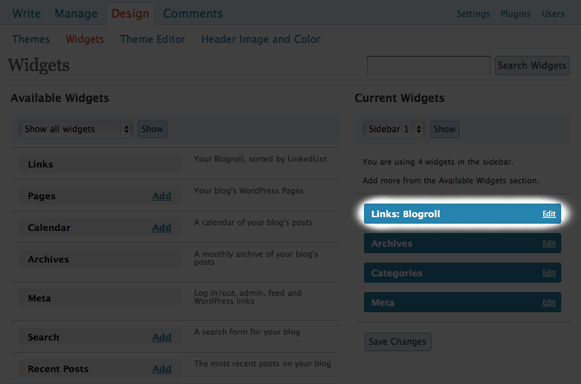 Write Manage Design Comments Settings Plugins Users
Themes Widgets Theme Editor Header Image and Color
Widgets Search Widgets
Available Widgets
Show all widgets Show
Links Your Blogroll, sorted by LinkedList
Pages Add Your blog's WordPress Pages
Calendar Add A calendar of your blog's posts
Archives A monthly archive of your blog's
posts
Meta Log in/out, admin, feed and
WordPress links
Search Add A search form for your blog
Recent Posts Add The most recent posts on your blog
Current Widgets
Sidebar 1 Show
You are using 4 widgets in the sidebar.
Add more from the Available Widgets section.
Links: Blogroll Edit
Archives Edit
Categories Edit
Meta Edit
Save Changes